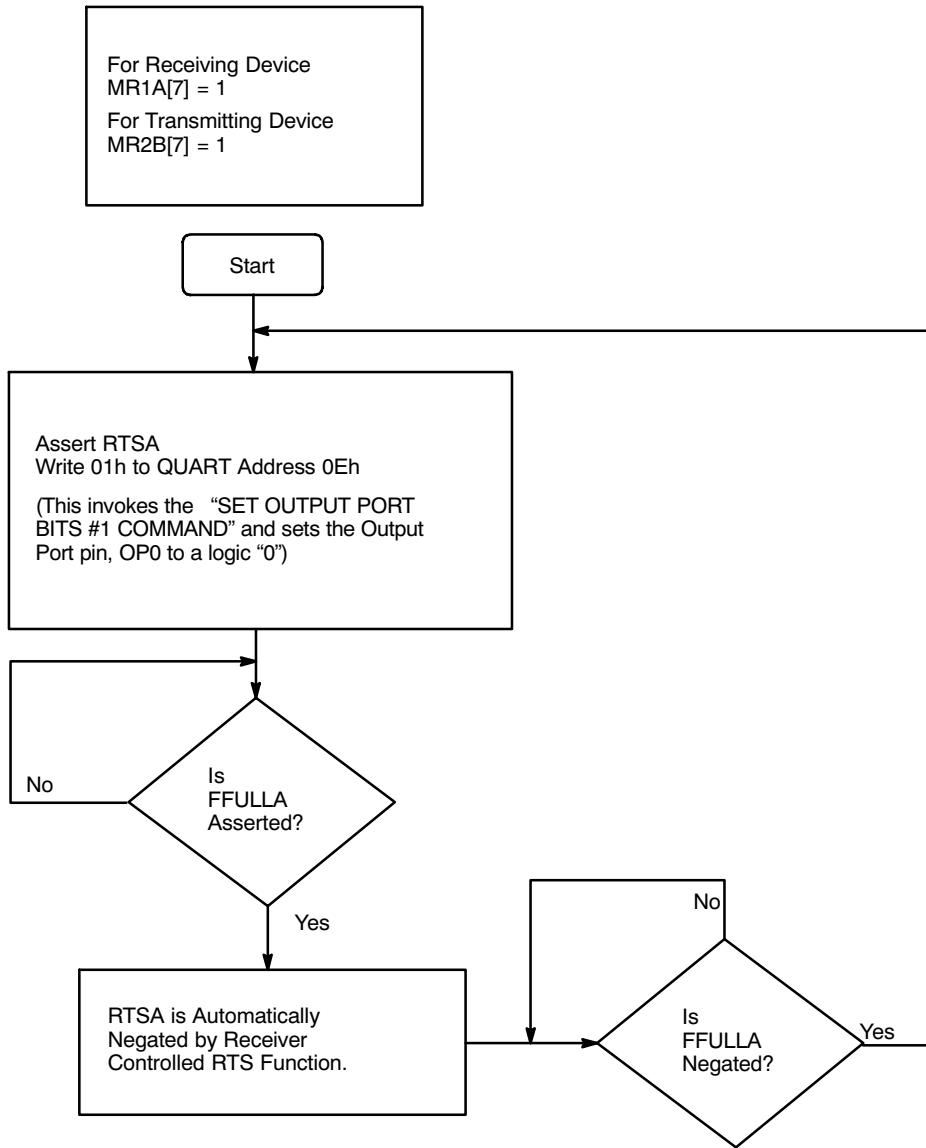 For Receiving Device
MR1A[7] = 1
For Transmitting Device
MR2B[7] = 1
Start
Assert RTSA
Write 01h to QUART Address 0Eh
(This invokes the “SET OUTPUT PORT
BITS #1 COMMAND” and sets the Output
Port pin, OP0 to a logic “0”)
No
Is
FFULLA
Asserted?
Yes
RTSA is Automatically
Negated by Receiver
Controlled RTS Function.
No
Is
FFULLA
Negated?
Yes